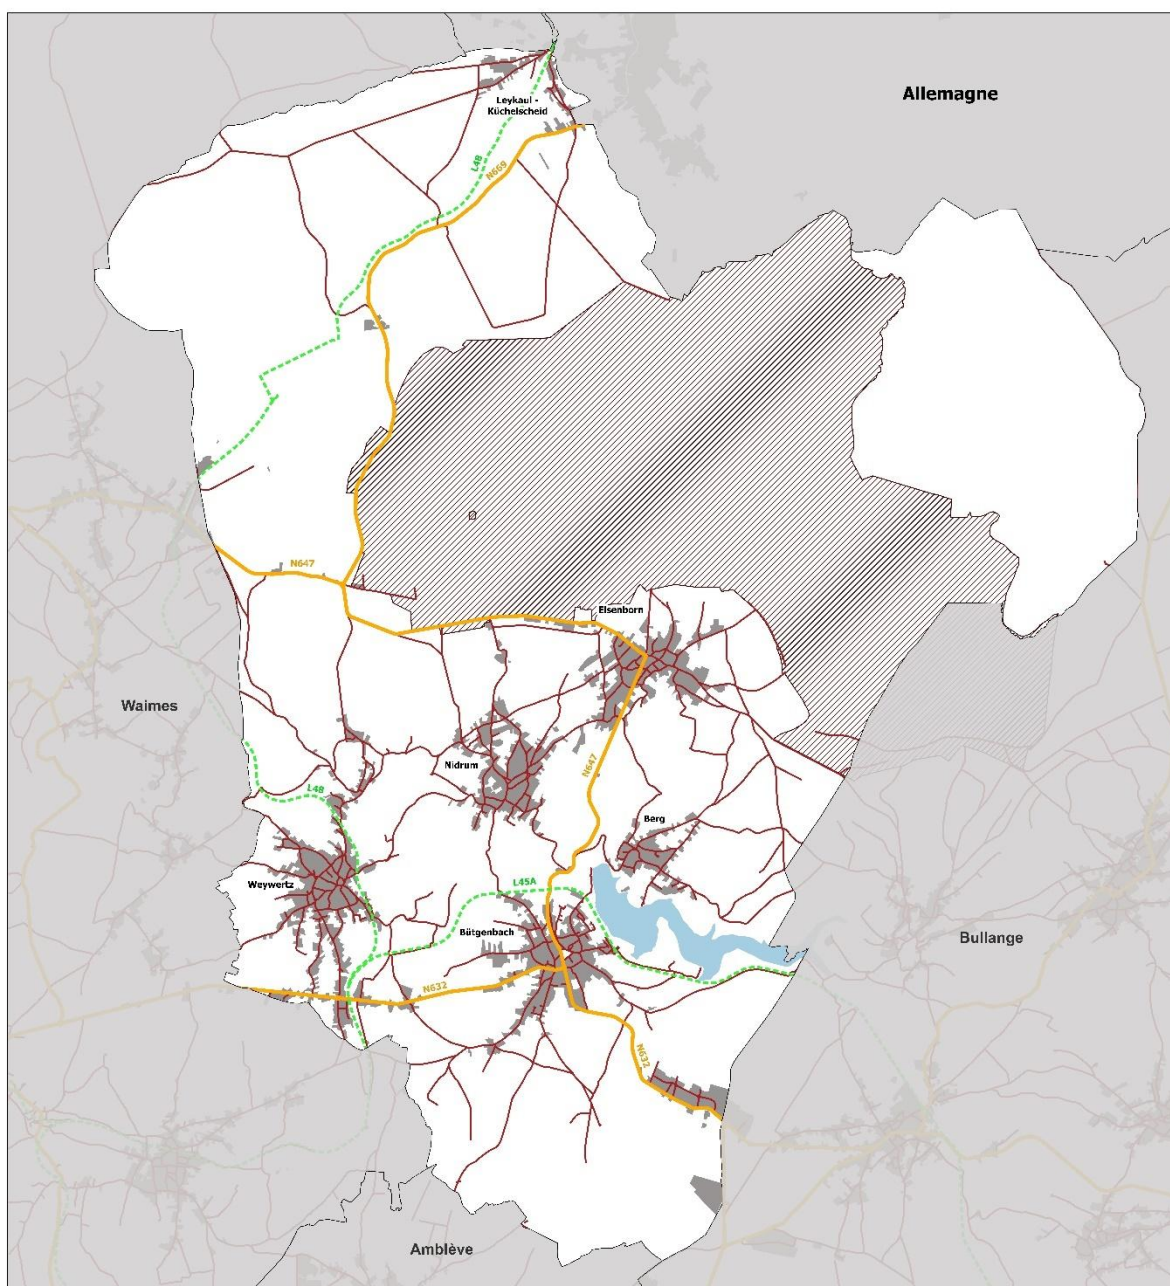 Allemagne
Leykaul -
Küchelscheid
L48
N669
N647
Elsenborn
Waimes
Nidrum
N647
L48
Berg
Weywertz
L45A
Bütgenbach
Bullange
N632
N632
Amblève